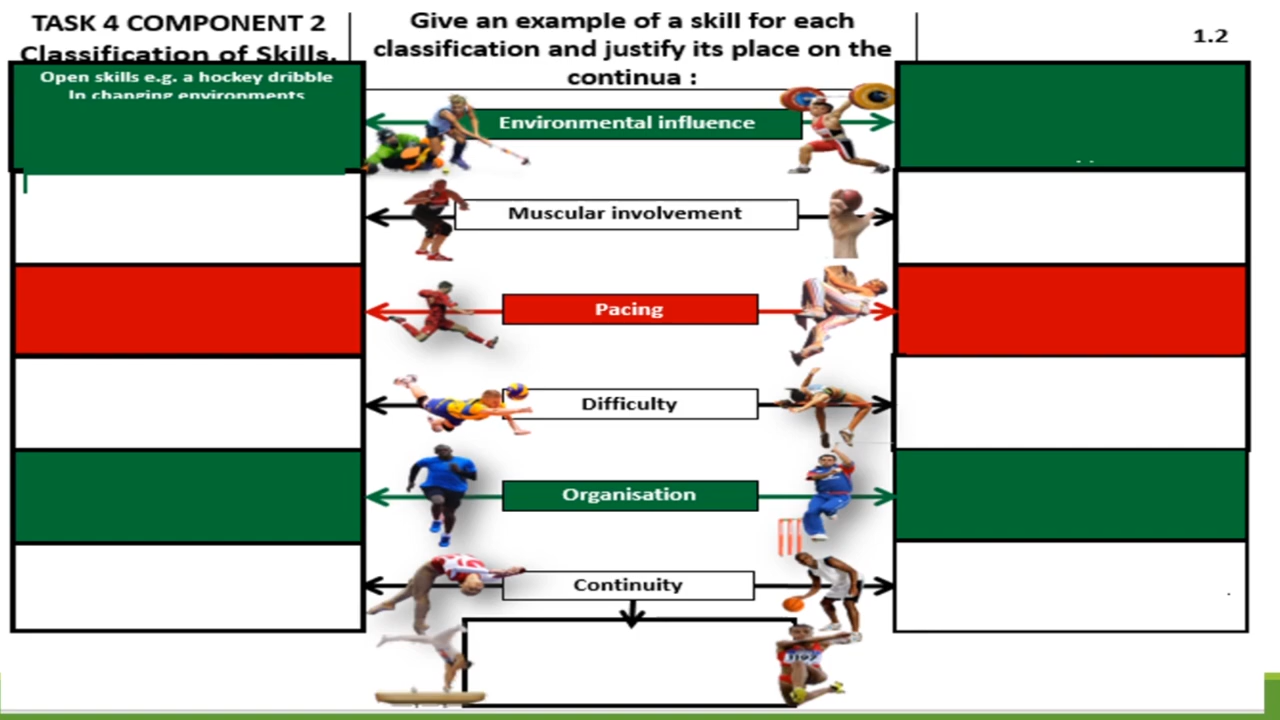 TASK 4 COMPONENT 2
Classification of Skills.
Give an example of a skill for each
classification and justify its place on the
continua :
1.2
Open skills e.g. a hockey dribble
In changing environments
Environmental influence
Muscular involvement
Pacing
Difficulty
Organisation
Continuity